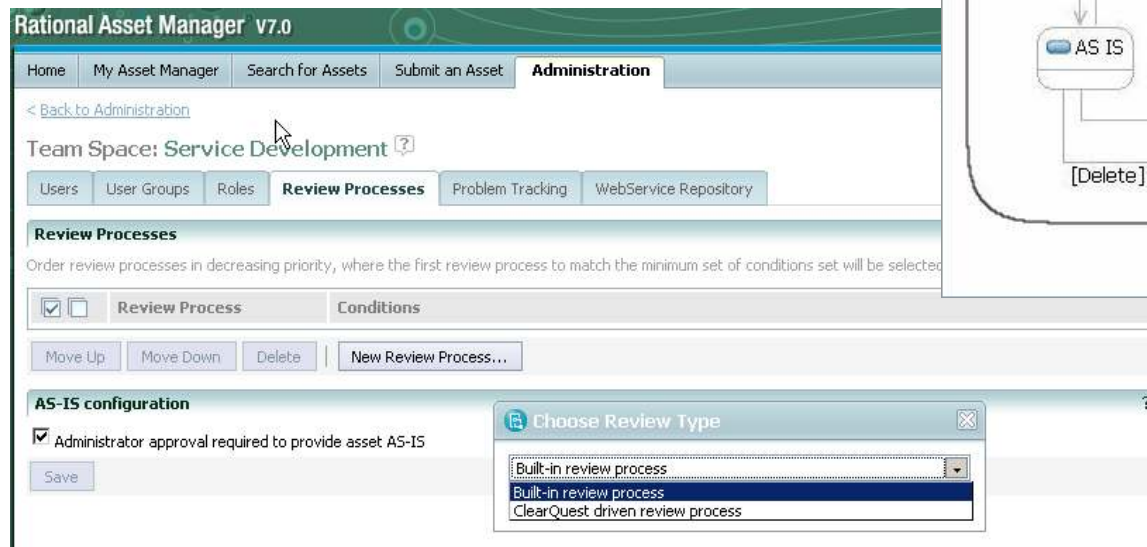 Rational Asset Manager V7.0
Home My Asset Manager Search for Assets Submit an Asset Administration
< Back to Administration
Team Space: Service Development ?
Users User Groups Roles Review Processes Problem Tracking WebService Repository
Review Processes
Order review processes in decreasing priority, where the first review process to match the minimum set of conditions set will be selected
Review Process Conditions
Move Up Move Down Delete | New Review Process...
AS-IS configuration
Administrator approval required to provide asset AS-IS
Save
Choose Review Type
Built-in review process
Built-in review process
ClearQuest driven review process
AS IS
[Delete]
?